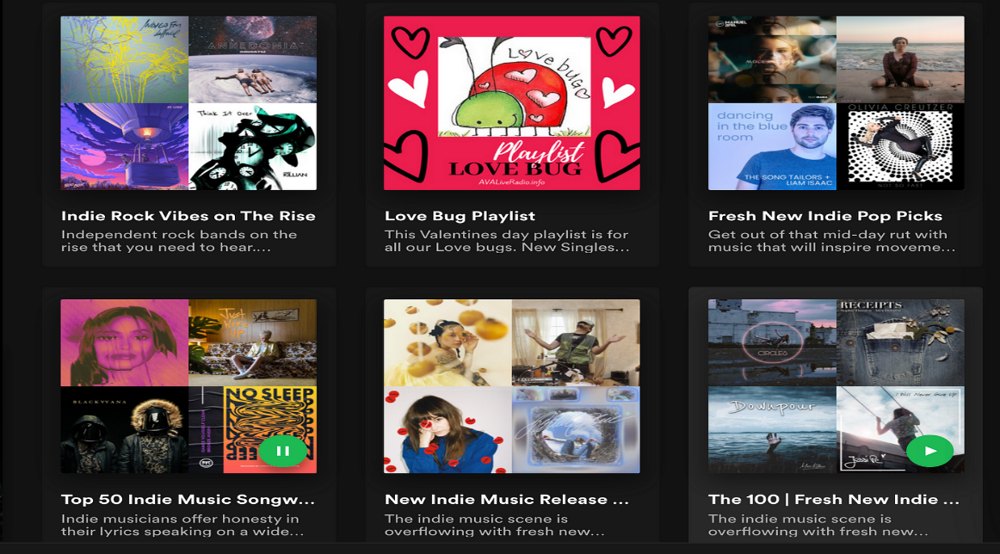 ANHEDONIA
Think It Over
KILLIAN
Indie Rock Vibes on The Rise
Independent rock bands on the
rise that you need to hear....
Love bug
Playlist
LOVE BUG
AVALiveRadio.info
Love Bug Playlist
This Valentines day playlist is for
all our Love bugs. New Singles...
MANUEL
dancing
in the blue
room
THE SONG TAILORS +
LIAM ISAAC
OLIVIA CREUTZER
NOT SO FAST
Fresh New Indie Pop Picks
Get out of that mid-day rut with
music that will inspire moveme...
BLACKVVANA
NO SLEEP
Top 50 Indie Music Songw...
Indie musicians offer honesty in
their lyrics speaking on a wide...
New Indie Music Release ...
The indie music scene is
overflowing with fresh new...
CIRCLES
RECEIPTS
Downpour
I Will Never Give Up
The 100 | Fresh New Indie ...
The indie music scene is
overflowing with fresh new...